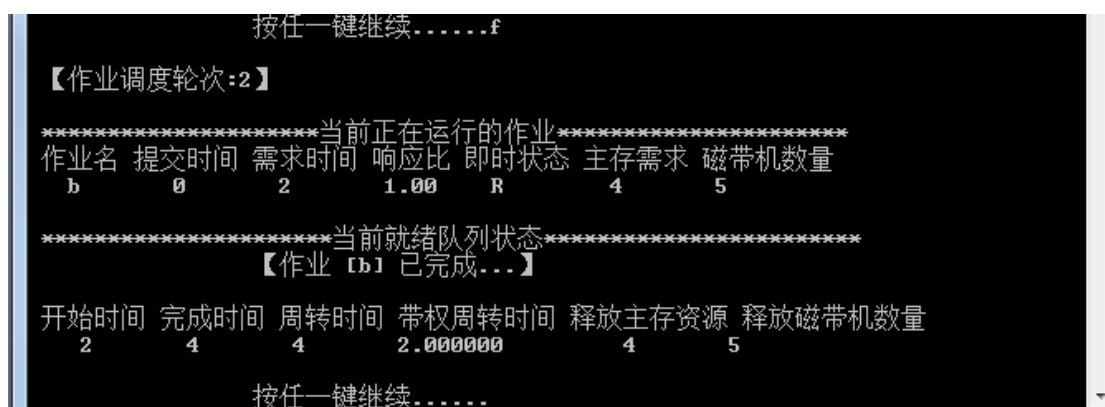 按任一键继续......f
【作业调度轮次:2】
*********************当前正在运行的作业**********************
作业名 提交时间 需求时间 响应比 即时状态 主存需求 磁带机数量
b 0 2 1.00 R 4 5
**********************当前就绪队列状态************************
【作业 [b] 已完成...】
开始时间 完成时间 周转时间 带权周转时间 释放主存资源 释放磁带机数量
2 4 4 2.000000 4 5
按任一键继续......